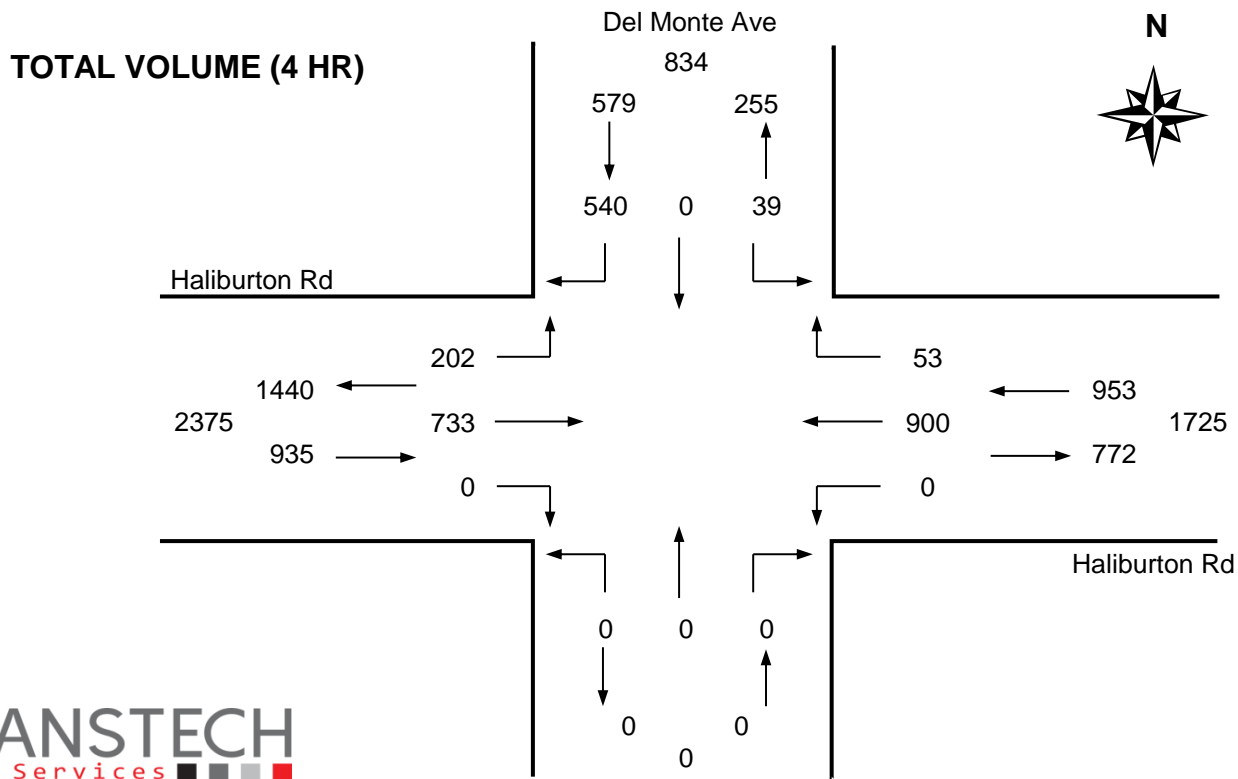 Del Monte Ave
N
TOTAL VOLUME (4 HR)
834
579 255
540 0 39
Haliburton Rd
202 53
1440 953
2375 733 900 1725
935 772
0 0
Haliburton Rd
0 0 0
0 0
0
ANSTECH
Services